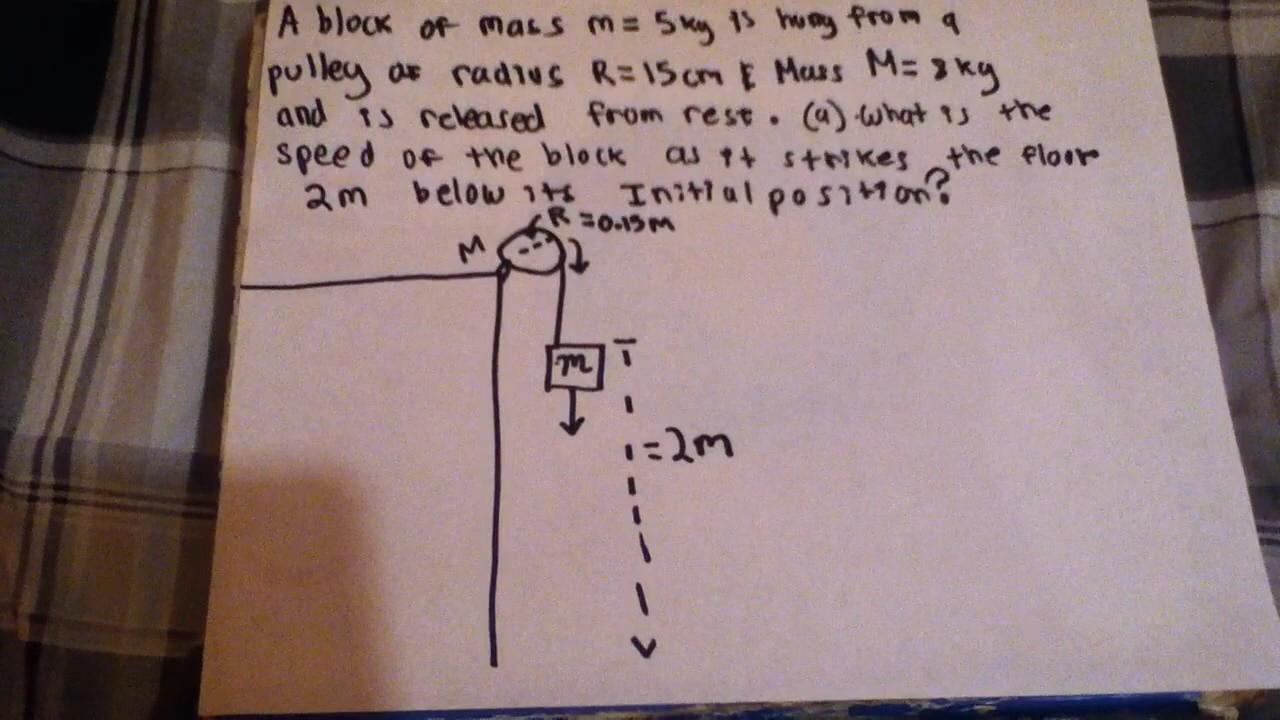 A block of mass m = 5kg is hung from a
pulley of radius R = 15cm & Mass M = 8kg
and is released from rest. (a) What is the
speed of the block as it strikes the floor
2m below its Initial position?
R = 0.15M
M
m
= 2m